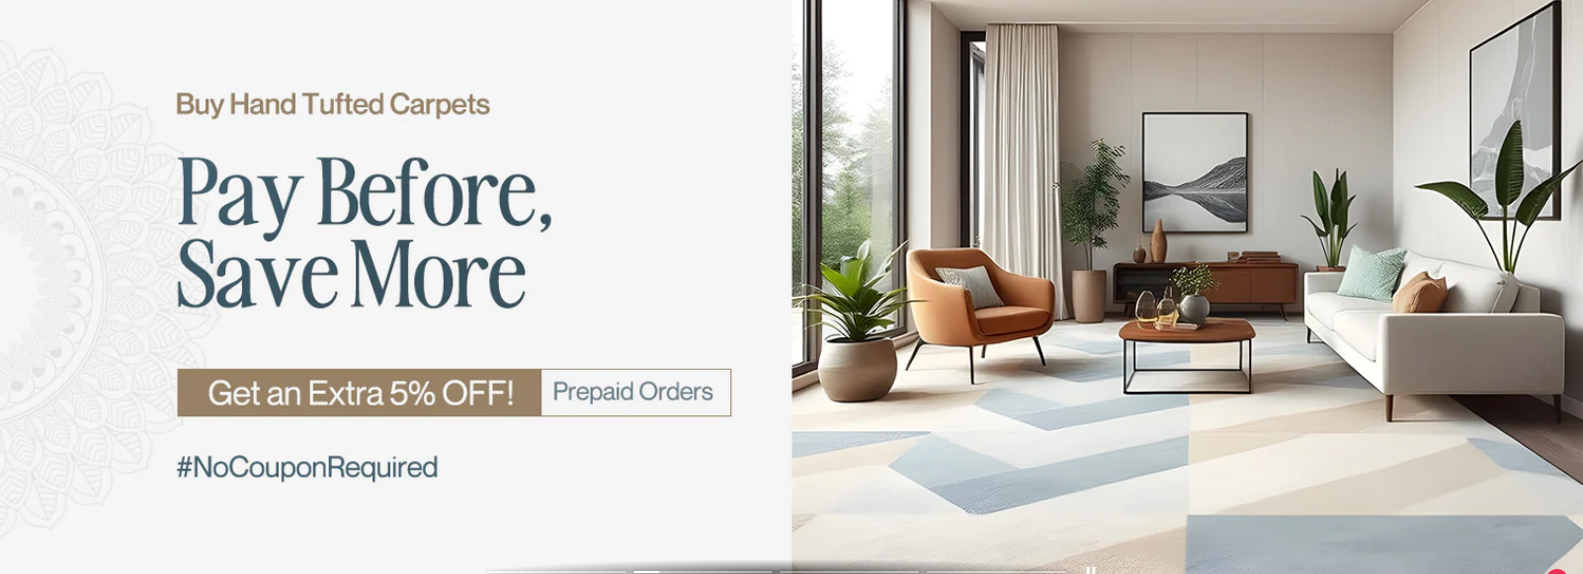 Buy Hand Tufted Carpets
Pay Before,
Save More
Get an Extra 5% OFF! Prepaid Orders
#NoCouponRequired